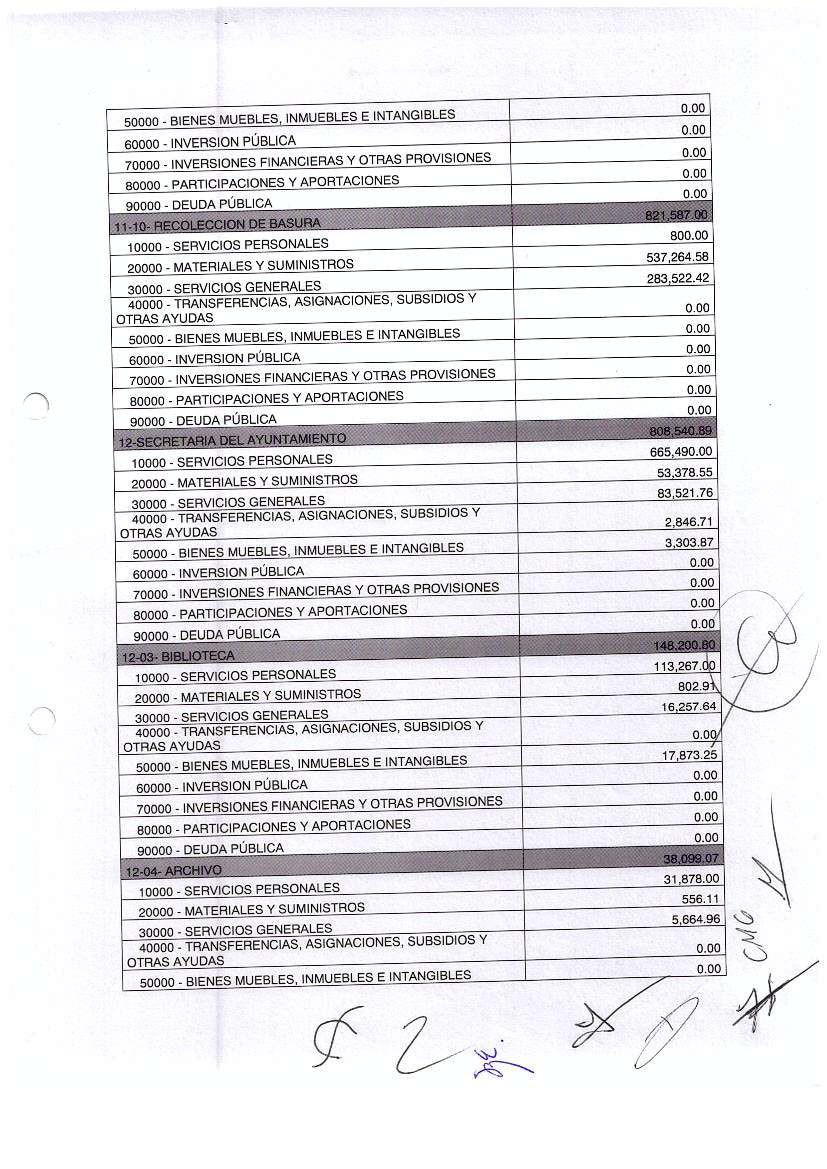 50000 - BIENES MUEBLES, INMUEBLES E INTANGIBLES 0.00
60000 - INVERSION PÚBLICA 0.00
70000 - INVERSIONES FINANCIERAS Y OTRAS PROVISIONES 0.00
80000 - PARTICIPACIONES Y APORTACIONES 0.00
90000 - DEUDA PÚBLICA 0.00
11-10- RECOLECCION DE BASURA 821,587.00
10000 - SERVICIOS PERSONALES 800.00
20000 - MATERIALES Y SUMINISTROS 537,264.58
30000 - SERVICIOS GENERALES 283,522.42
40000 - TRANSFERENCIAS, ASIGNACIONES, SUBSIDIOS Y
OTRAS AYUDAS 0.00
50000 - BIENES MUEBLES, INMUEBLES E INTANGIBLES 0.00
60000 - INVERSION PÚBLICA 0.00
70000 - INVERSIONES FINANCIERAS Y OTRAS PROVISIONES 0.00
80000 - PARTICIPACIONES Y APORTACIONES 0.00
90000 - DEUDA PÚBLICA 0.00
12-SECRETARIA DEL AYUNTAMIENTO 808,540.89
10000 - SERVICIOS PERSONALES 665,490.00
20000 - MATERIALES Y SUMINISTROS 53,378.55
30000 - SERVICIOS GENERALES 83,521.76
40000 - TRANSFERENCIAS, ASIGNACIONES, SUBSIDIOS Y
OTRAS AYUDAS 2,846.71
50000 - BIENES MUEBLES, INMUEBLES E INTANGIBLES 3,303.87
60000 - INVERSION PÚBLICA 0.00
70000 - INVERSIONES FINANCIERAS Y OTRAS PROVISIONES 0.00
80000 - PARTICIPACIONES Y APORTACIONES 0.00
90000 - DEUDA PÚBLICA 0.00
12-03- BIBLIOTECA 148,200.80
10000 - SERVICIOS PERSONALES 113,267.00
20000 - MATERIALES Y SUMINISTROS 802.91
30000 - SERVICIOS GENERALES 16,257.64
40000 - TRANSFERENCIAS, ASIGNACIONES, SUBSIDIOS Y
OTRAS AYUDAS 0.00
50000 - BIENES MUEBLES, INMUEBLES E INTANGIBLES 17,873.25
60000 - INVERSION PÚBLICA 0.00
70000 - INVERSIONES FINANCIERAS Y OTRAS PROVISIONES 0.00
80000 - PARTICIPACIONES Y APORTACIONES 0.00
90000 - DEUDA PÚBLICA 0.00
12-04- ARCHIVO 38,099.07
10000 - SERVICIOS PERSONALES 31,878.00
20000 - MATERIALES Y SUMINISTROS 556.11
30000 - SERVICIOS GENERALES 5,664.96
40000 - TRANSFERENCIAS, ASIGNACIONES, SUBSIDIOS Y
OTRAS AYUDAS 0.00
50000 - BIENES MUEBLES, INMUEBLES E INTANGIBLES 0.00
CMG